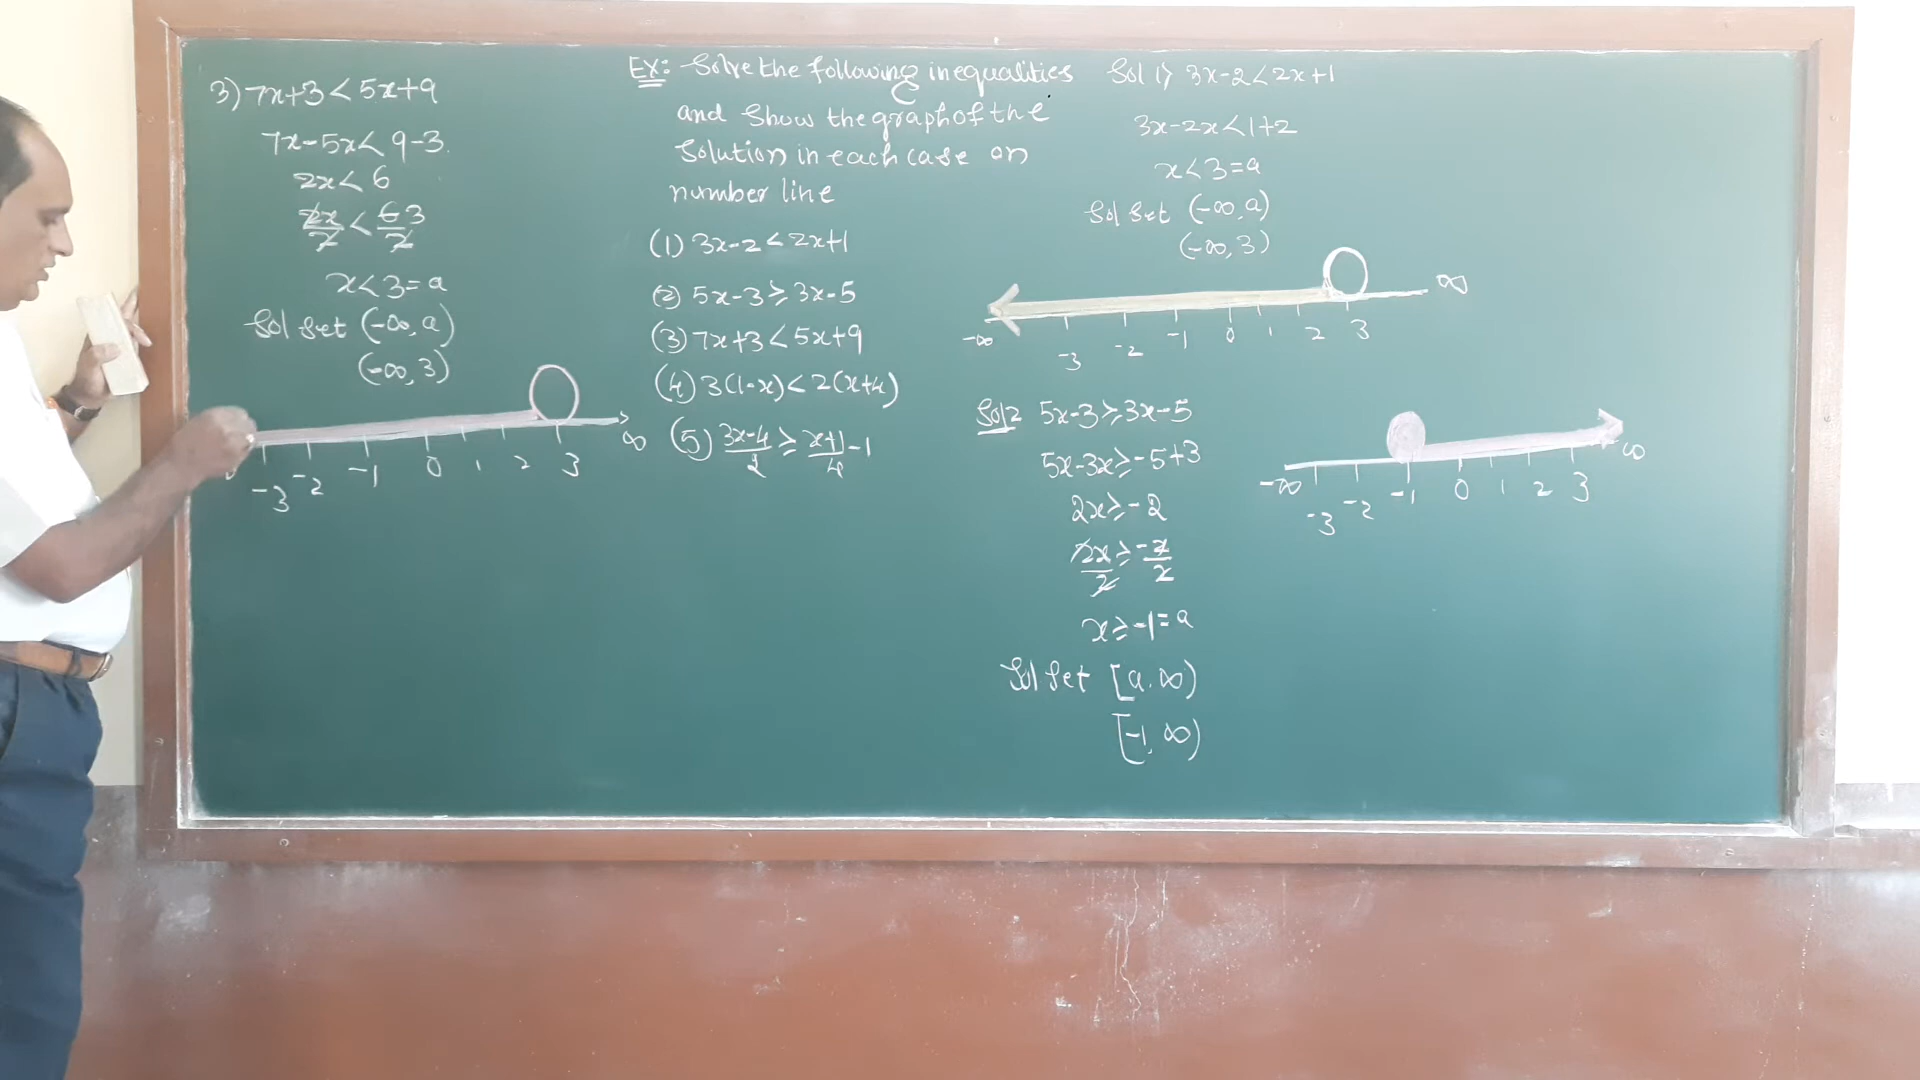 3) 7x+3 < 5x+9
7x-5x < 9-3
2x < 6
2x/2 < 6/2 3
x < 3 = a
Sol Set (-∞, a)
(-∞, 3)
-3 -2 -1 0 1 2 3 ∞
Ex: Solve the following inequalities
and Show the graph of the
Solution in each case on
number line
(1) 3x-2 < 2x+1
(2) 5x-3 ≥ 3x-5
(3) 7x+3 < 5x+9
(4) 3(1-x) < 2(x+4)
(5) 3x-4/2 ≥ x+1/4 -1
Sol 1) 3x-2 < 2x+1
3x-2x < 1+2
x < 3 = a
Sol Set (-∞, a)
(-∞, 3)
-∞ -3 -2 -1 0 1 2 3 ∞
Sol 2 5x-3 ≥ 3x-5
5x-3x ≥ -5+3
2x ≥ -2
2x/2 ≥ -2/2
x ≥ -1 = a
Sol Set [a, ∞)
[-1, ∞)
-∞ -3 -2 -1 0 1 2 3 ∞